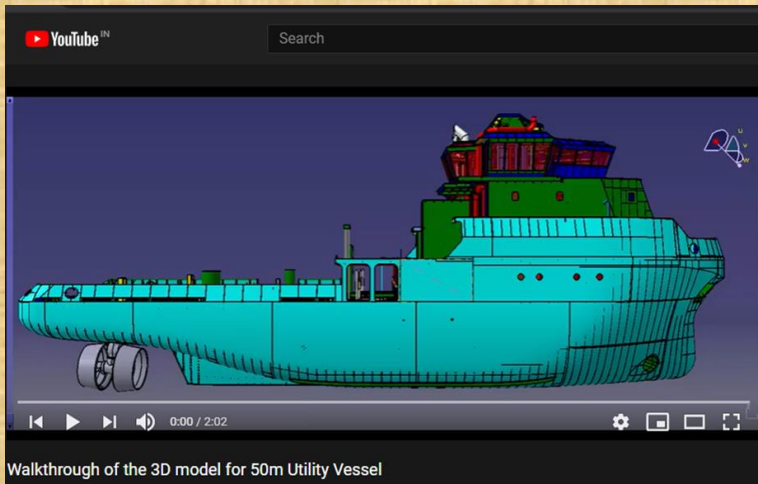 YouTube IN
Search
U
V
W
0:00 / 2:02
Walkthrough of the 3D model for 50m Utility Vessel